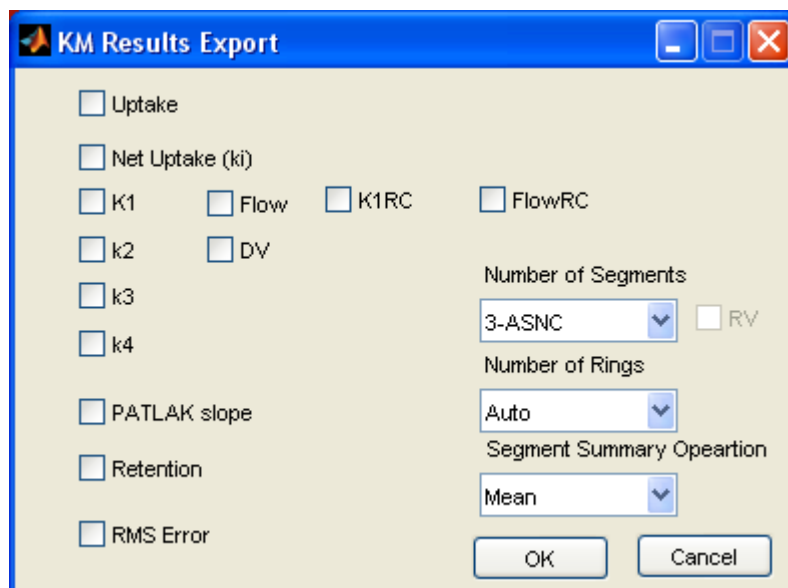 KM Results Export
Uptake
Net Uptake (ki)
K1 Flow K1RC FlowRC
k2 DV
Number of Segments
k3
3-ASNC RV
k4
Number of Rings
PATLAK slope Auto
Segment Summary Opeartion
Retention
Mean
RMS Error
OK Cancel